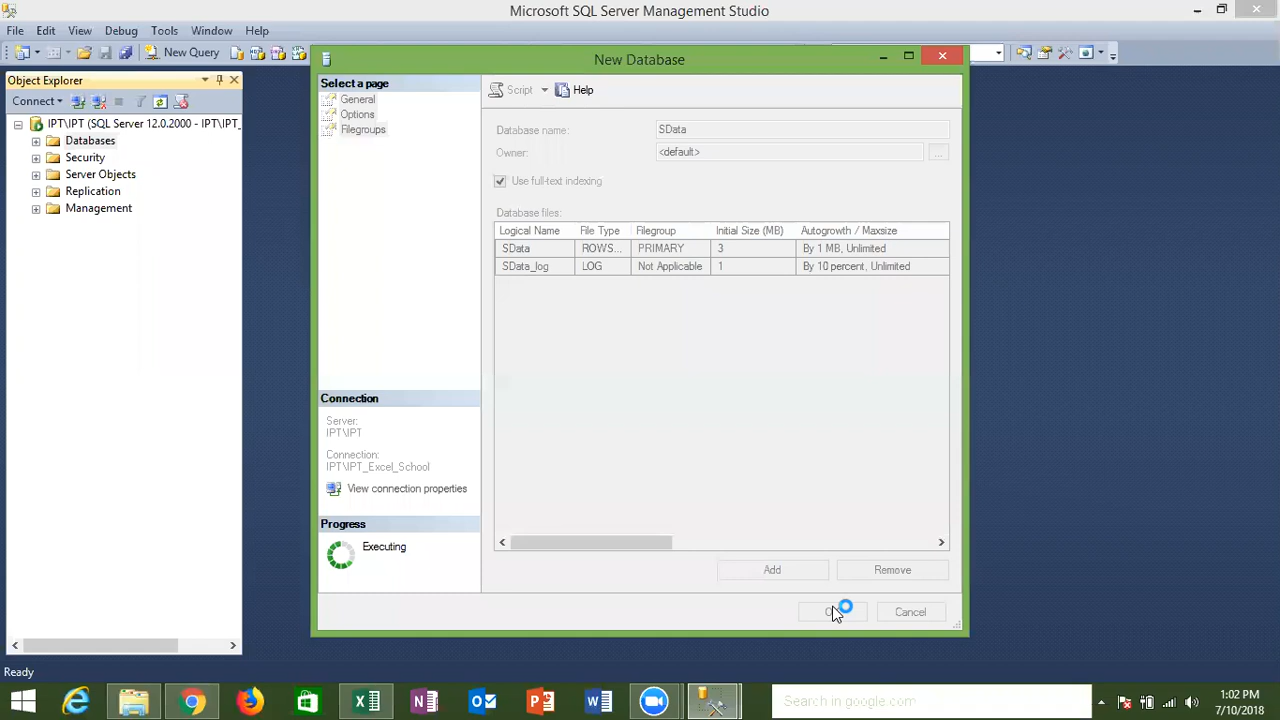 Microsoft SQL Server Management Studio
File Edit View Debug Tools Window Help
New Query
New Database
Object Explorer
Connect
IPT\IPT (SQL Server 12.0.2000 - IPT\IPT_
Databases
Security
Server Objects
Replication
Management
Select a page
General
Options
Filegroups
Script Help
Database name: SData
Owner: <default> ...
Use full-text indexing
Database files:
Logical Name File Type Filegroup Initial Size (MB) Autogrowth / Maxsize
SData ROWS... PRIMARY 3 By 1 MB, Unlimited
SData_log LOG Not Applicable 1 By 10 percent, Unlimited
Connection
Server:
IPT\IPT
Connection:
IPT\IPT_Excel_School
View connection properties
Progress
Executing
Add Remove
Cancel
Ready
Search in google.com
1:02 PM
7/10/2018